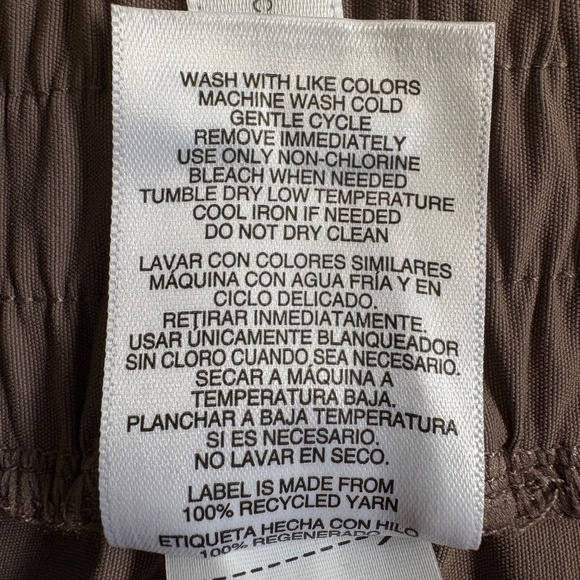 C
WASH WITH LIKE COLORS
MACHINE WASH COLD
GENTLE CYCLE
REMOVE IMMEDIATELY
USE ONLY NON-CHLORINE
BLEACH WHEN NEEDED
TUMBLE DRY LOW TEMPERATURE
COOL IRON IF NEEDED
DO NOT DRY CLEAN
LAVAR CON COLORES SIMILARES
MÁQUINA CON AGUA FRÍA Y EN
CICLO DELICADO.
RETIRAR INMEDIATAMENTE.
USAR ÚNICAMENTE BLANQUEADOR
SIN CLORO CUANDO SEA NECESARIO.
SECAR A MÁQUINA A
TEMPERATURA BAJA.
PLANCHAR A BAJA TEMPERATURA
SI ES NECESARIO.
NO LAVAR EN SECO.
LABEL IS MADE FROM
100% RECYCLED YARN
ETIQUETA HECHA CON HILO
100% REGENERADO